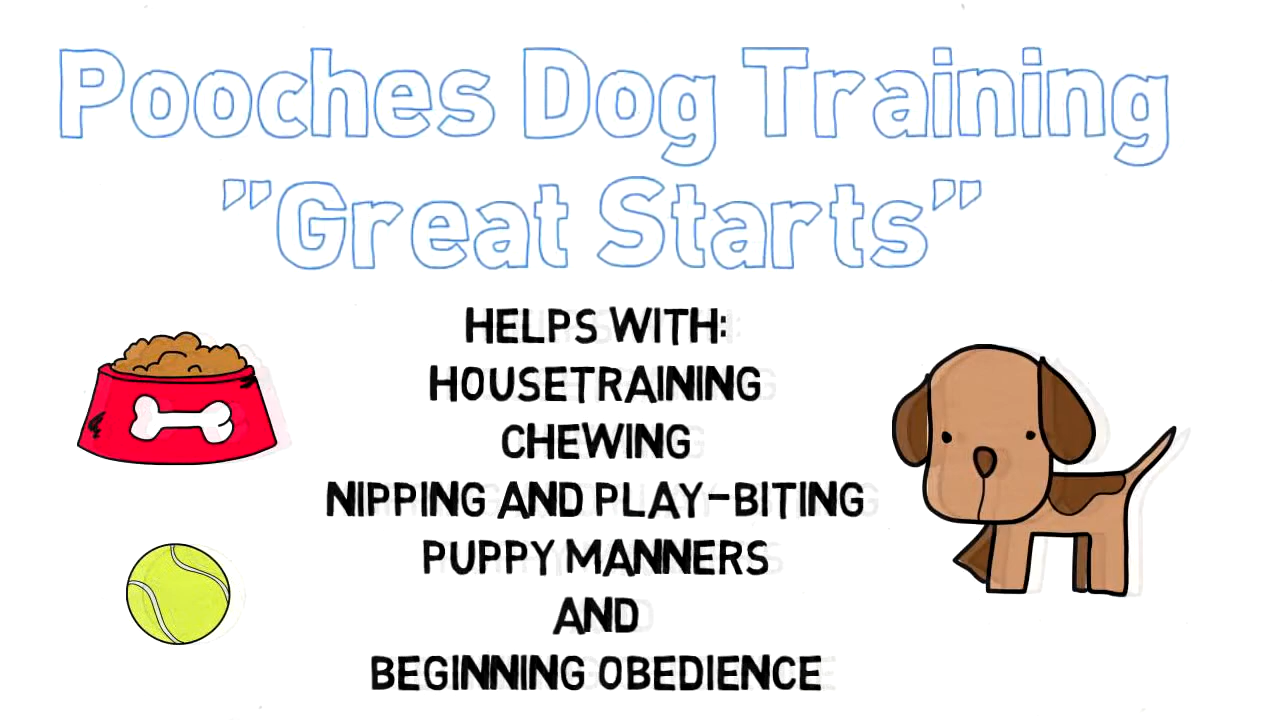 Pooches Dog Training
"Great Starts"
HELPS WITH:
HOUSETRAINING
CHEWING
NIPPING AND PLAY-BITING
PUPPY MANNERS
AND
BEGINNING OBEDIENCE